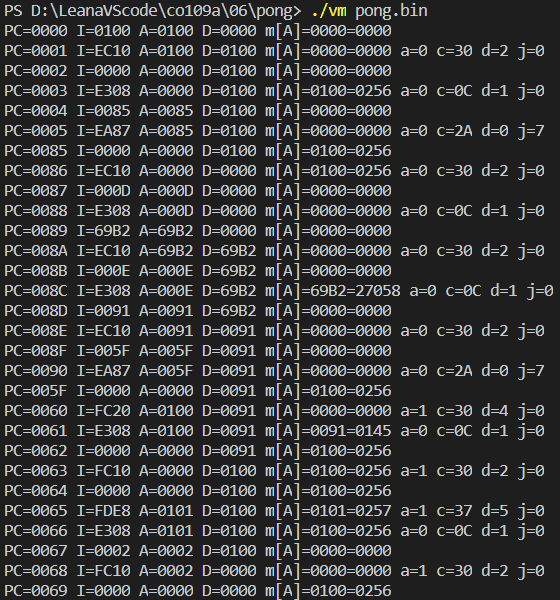 PS D:\LeanaVScode\co109a\06\pong> ./vm pong.bin
PC=0000 I=0100 A=0100 D=0000 m[A]=0000=0000
PC=0001 I=EC10 A=0100 D=0100 m[A]=0000=0000 a=0 c=30 d=2 j=0
PC=0002 I=0000 A=0000 D=0100 m[A]=0000=0000
PC=0003 I=E308 A=0000 D=0100 m[A]=0100=0256 a=0 c=0C d=1 j=0
PC=0004 I=0085 A=0085 D=0100 m[A]=0000=0000
PC=0005 I=EA87 A=0085 D=0100 m[A]=0000=0000 a=0 c=2A d=0 j=7
PC=0085 I=0000 A=0000 D=0100 m[A]=0100=0256
PC=0086 I=EC10 A=0000 D=0000 m[A]=0100=0256 a=0 c=30 d=2 j=0
PC=0087 I=000D A=000D D=0000 m[A]=0000=0000
PC=0088 I=E308 A=000D D=0000 m[A]=0000=0000 a=0 c=0C d=1 j=0
PC=0089 I=69B2 A=69B2 D=0000 m[A]=0000=0000
PC=008A I=EC10 A=69B2 D=69B2 m[A]=0000=0000 a=0 c=30 d=2 j=0
PC=008B I=000E A=000E D=69B2 m[A]=0000=0000
PC=008C I=E308 A=000E D=69B2 m[A]=69B2=27058 a=0 c=0C d=1 j=0
PC=008D I=0091 A=0091 D=69B2 m[A]=0000=0000
PC=008E I=EC10 A=0091 D=0091 m[A]=0000=0000 a=0 c=30 d=2 j=0
PC=008F I=005F A=005F D=0091 m[A]=0000=0000
PC=0090 I=EA87 A=005F D=0091 m[A]=0000=0000 a=0 c=2A d=0 j=7
PC=005F I=0000 A=0000 D=0091 m[A]=0100=0256
PC=0060 I=FC20 A=0100 D=0091 m[A]=0000=0000 a=1 c=30 d=4 j=0
PC=0061 I=E308 A=0100 D=0091 m[A]=0091=0145 a=0 c=0C d=1 j=0
PC=0062 I=0000 A=0000 D=0091 m[A]=0100=0256
PC=0063 I=FC10 A=0000 D=0100 m[A]=0100=0256 a=1 c=30 d=2 j=0
PC=0064 I=0000 A=0000 D=0100 m[A]=0100=0256
PC=0065 I=FDE8 A=0101 D=0100 m[A]=0101=0257 a=1 c=37 d=5 j=0
PC=0066 I=E308 A=0101 D=0100 m[A]=0100=0256 a=0 c=0C d=1 j=0
PC=0067 I=0002 A=0002 D=0100 m[A]=0000=0000
PC=0068 I=FC10 A=0002 D=0000 m[A]=0000=0000 a=1 c=30 d=2 j=0
PC=0069 I=0000 A=0000 D=0000 m[A]=0100=0256